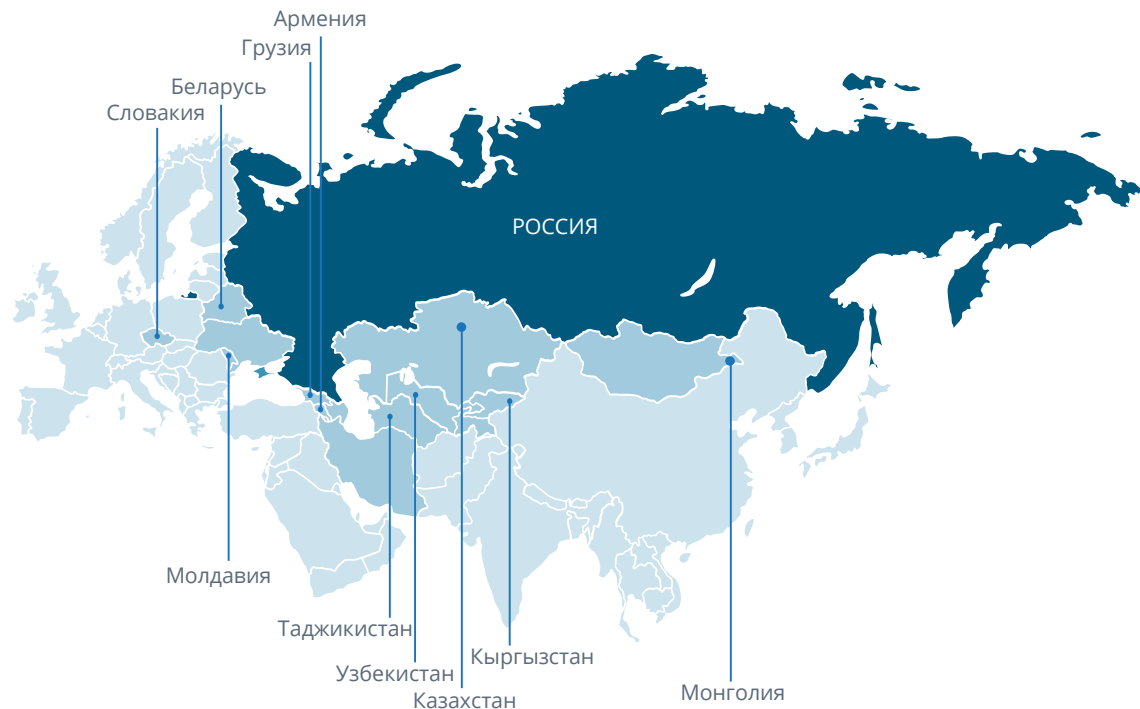 Армения
Грузия
Беларусь
Словакия
РОССИЯ
Молдавия
Таджикистан
Кыргызстан
Узбекистан
Казахстан
Монголия